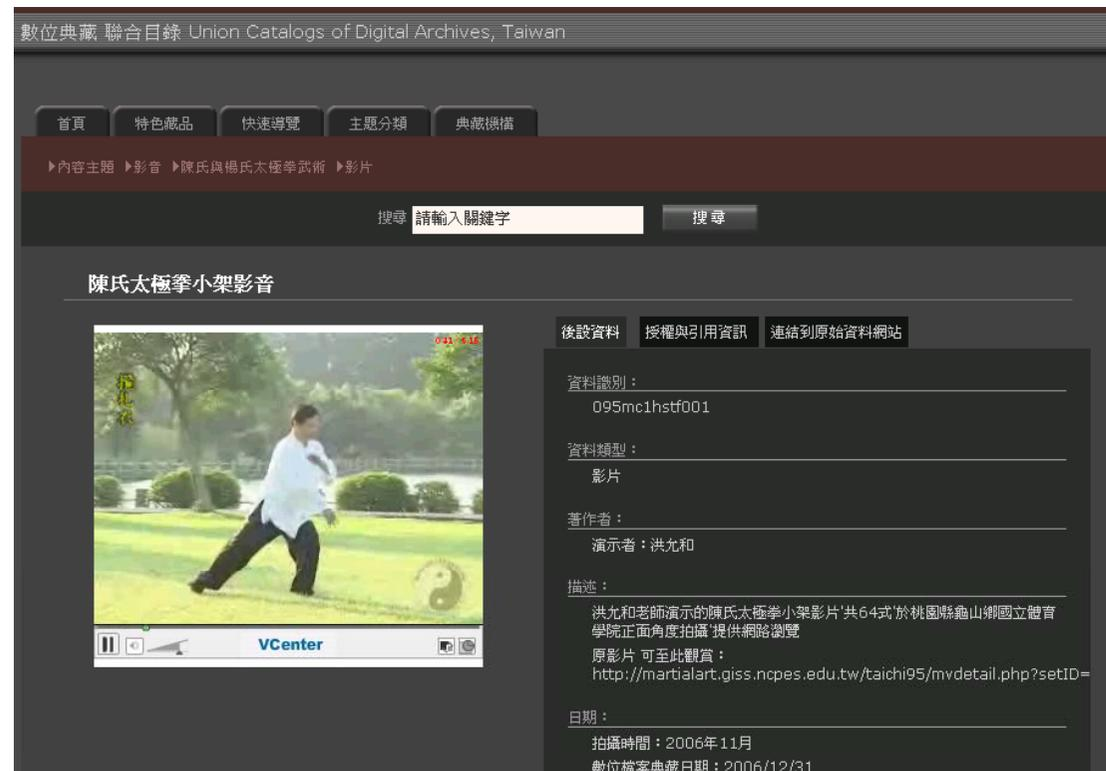 數位典藏 聯合目錄 Union Catalogs of Digital Archives, Taiwan
首頁 特色藏品 快速導覽 主題分類 典藏機構
內容主題 影音 陳氏與楊氏太極拳武術 影片
搜尋 請輸入關鍵字 搜尋
陳氏太極拳小架影音
後設資料 授權與引用資訊 連結到原始資料網站
資料識別：
095mc1hstf001
資料類型：
影片
著作者：
演示者：洪允和
描述：
洪允和老師演示的陳氏太極拳小架影片'共64式'於桃園縣龜山鄉國立體育
學院正面角度拍攝'提供網路瀏覽
原影片 可至此觀賞：
http://martialart.giss.ncpes.edu.tw/taichi95/mvdetail.php?setID=
日期：
拍攝時間：2006年11月
數位檔案典藏日期：2006/12/31
VCenter